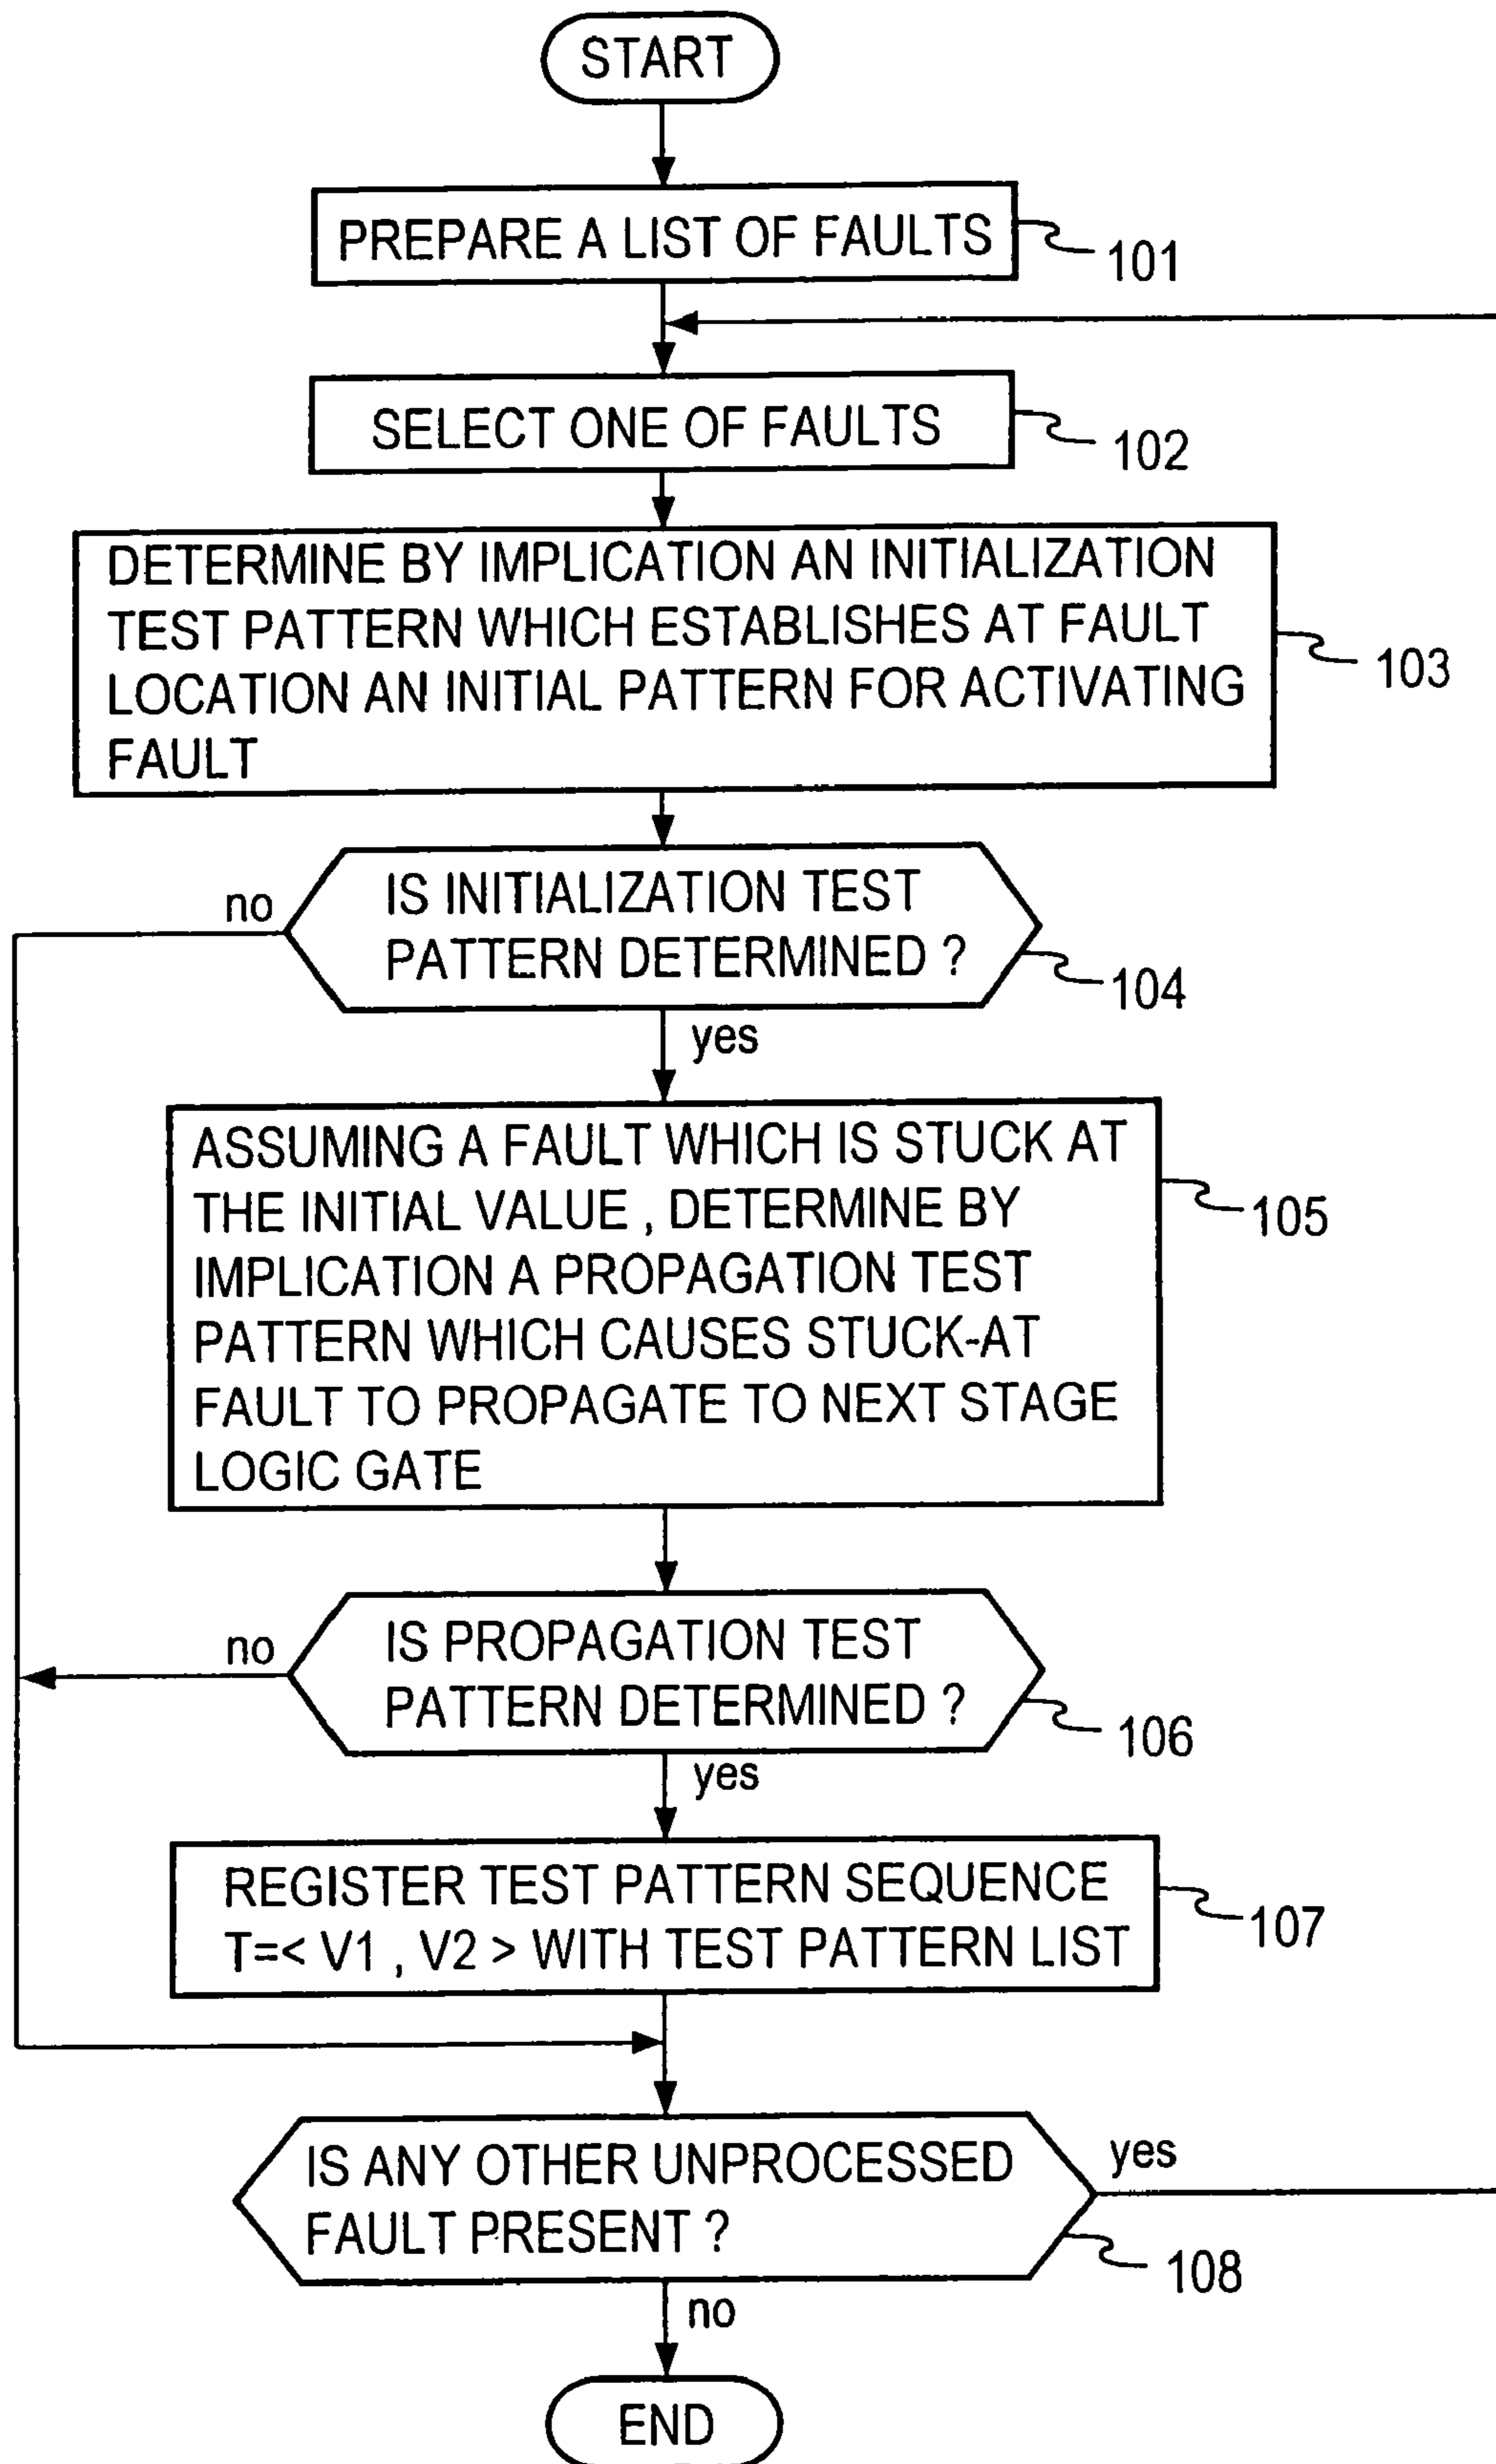 START
PREPARE A LIST OF FAULTS
101
SELECT ONE OF FAULTS
102
DETERMINE BY IMPLICATION AN INITIALIZATION
TEST PATTERN WHICH ESTABLISHES AT FAULT
LOCATION AN INITIAL PATTERN FOR ACTIVATING
FAULT
103
no
IS INITIALIZATION TEST
PATTERN DETERMINED ?
104
yes
ASSUMING A FAULT WHICH IS STUCK AT
THE INITIAL VALUE , DETERMINE BY
IMPLICATION A PROPAGATION TEST
PATTERN WHICH CAUSES STUCK-AT
FAULT TO PROPAGATE TO NEXT STAGE
LOGIC GATE
105
no
IS PROPAGATION TEST
PATTERN DETERMINED ?
106
yes
REGISTER TEST PATTERN SEQUENCE
T=< V1 , V2 > WITH TEST PATTERN LIST
107
IS ANY OTHER UNPROCESSED
FAULT PRESENT ?
yes
108
no
END